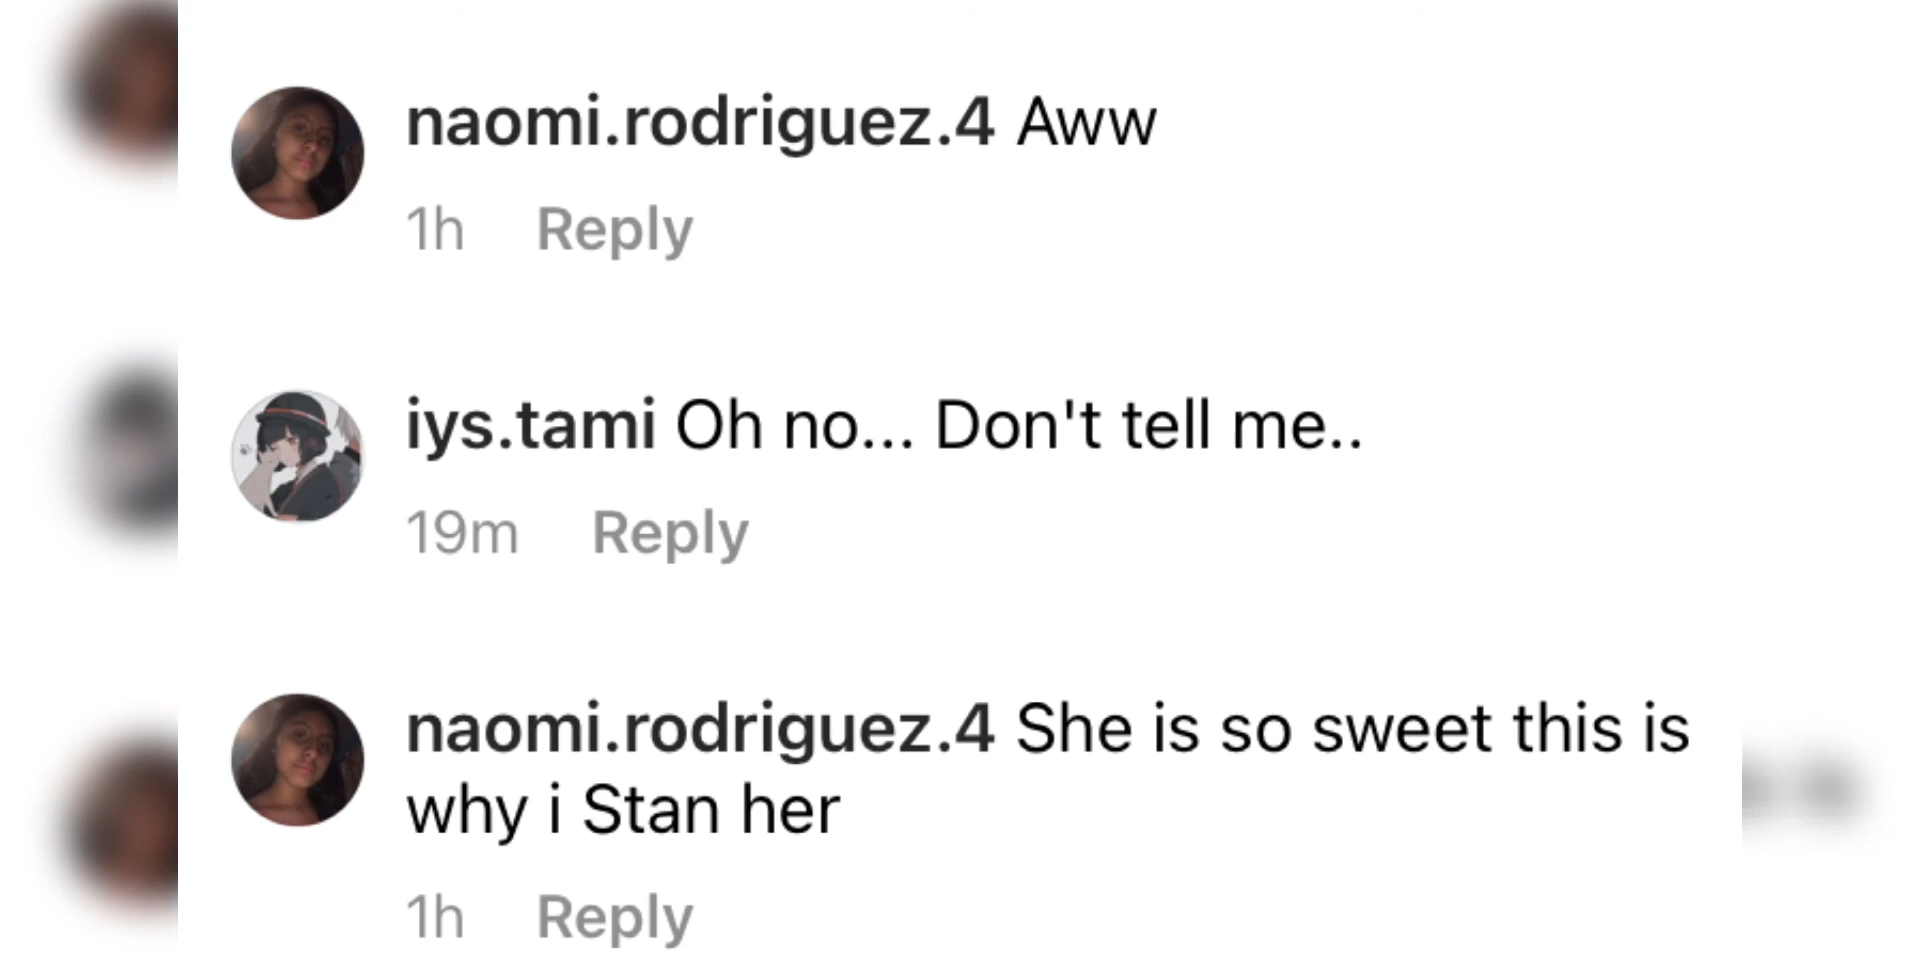 naomi.rodriguez.4 Aww
1h Reply
iys.tami Oh no... Don't tell me..
19m Reply
naomi.rodriguez.4 She is so sweet this is
why i Stan her
1h Reply